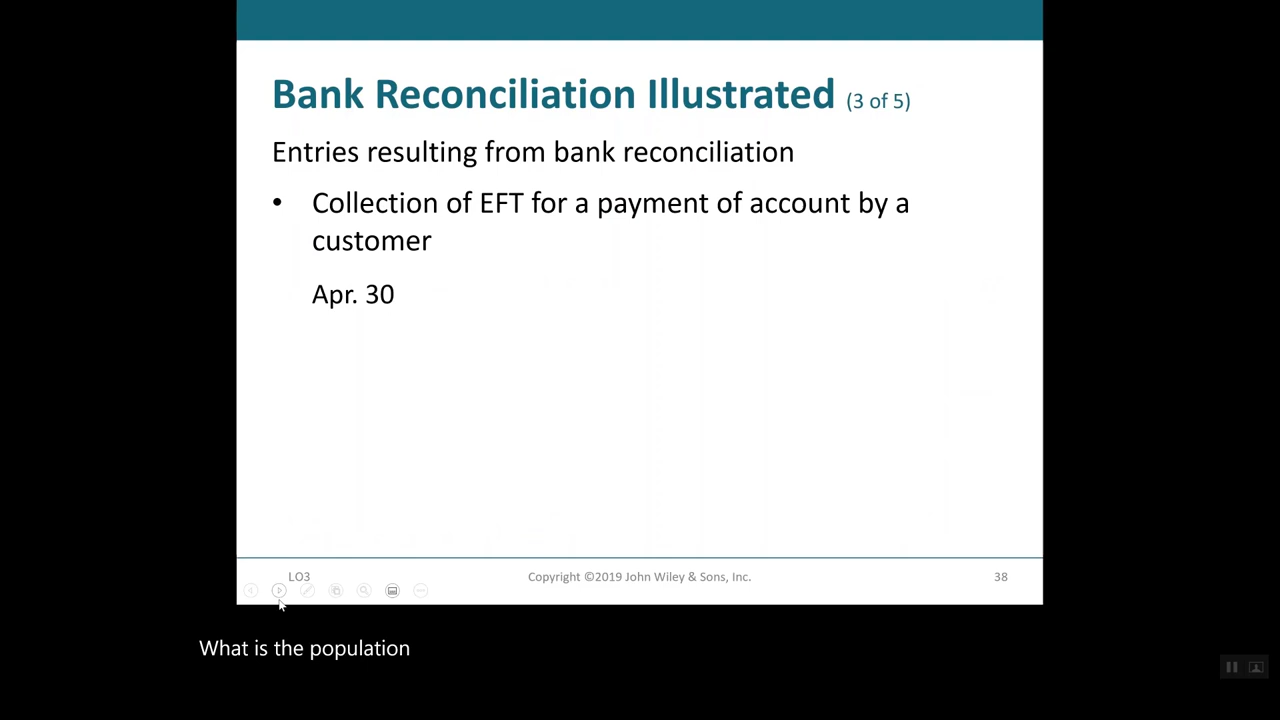 Bank Reconciliation Illustrated (3 of 5)
Entries resulting from bank reconciliation
• Collection of EFT for a payment of account by a
customer
Apr. 30
LO3
Copyright ©2019 John Wiley & Sons, Inc.
38
What is the population